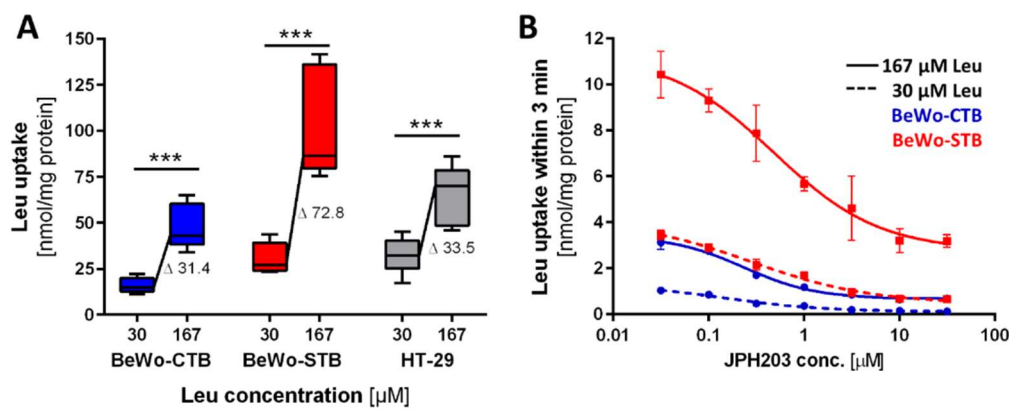 A
Leu uptake
[nmol/mg protein]
150
125
100
75
50
25
0
***
***
***
Δ 31.4
Δ 72.8
Δ 33.5
30 167 30 167 30 167
BeWo-CTB BeWo-STB HT-29
Leu concentration [µM]
B
Leu uptake within 3 min
[nmol/mg protein]
12
10
8
6
4
2
0
167 µM Leu
30 µM Leu
BeWo-CTB
BeWo-STB
0.01 0.1 1 10 100
JPH203 conc. [µM]